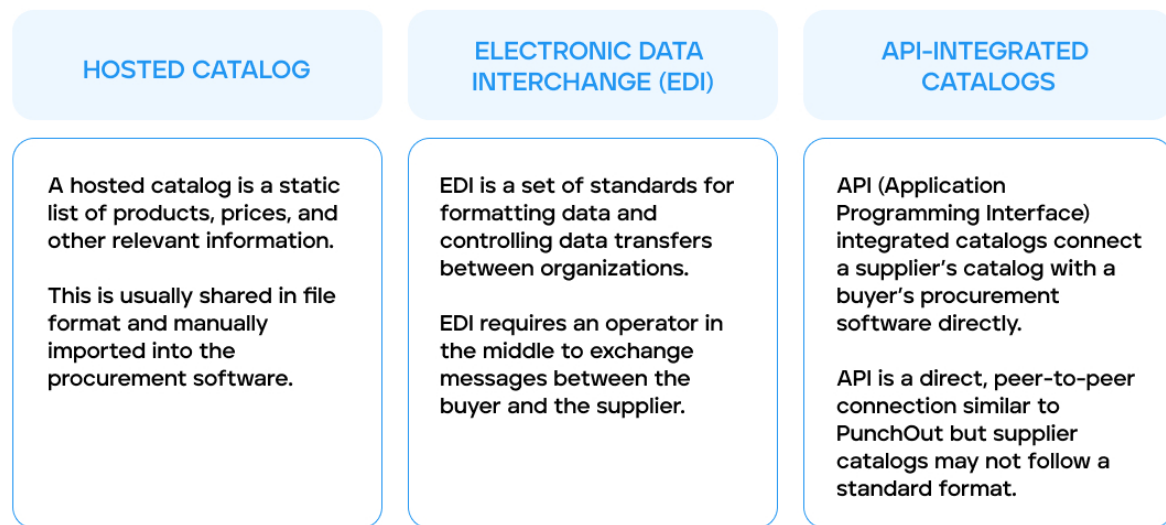 HOSTED CATALOG
A hosted catalog is a static
list of products, prices, and
other relevant information.
This is usually shared in file
format and manually
imported into the
procurement software.
ELECTRONIC DATA
INTERCHANGE (EDI)
EDI is a set of standards for
formatting data and
controlling data transfers
between organizations.
EDI requires an operator in
the middle to exchange
messages between the
buyer and the supplier.
API-INTEGRATED
CATALOGS
API (Application
Programming Interface)
integrated catalogs connect
a supplier's catalog with a
buyer's procurement
software directly.
API is a direct, peer-to-peer
connection similar to
PunchOut but supplier
catalogs may not follow a
standard format.